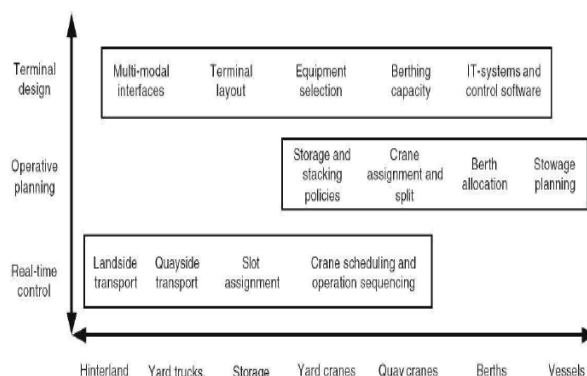 Terminal design
Multi-modal interfaces
Terminal layout
Equipment selection
Berthing capacity
IT-systems and control software
Operative planning
Storage and stacking policies
Crane assignment and split
Berth allocation
Stowage planning
Real-time control
Landside transport
Quayside transport
Slot assignment
Crane scheduling and operation sequencing
Hinterland
Yard trucks,
Storage
Yard cranes
Quay cranes
Berths
Vessels